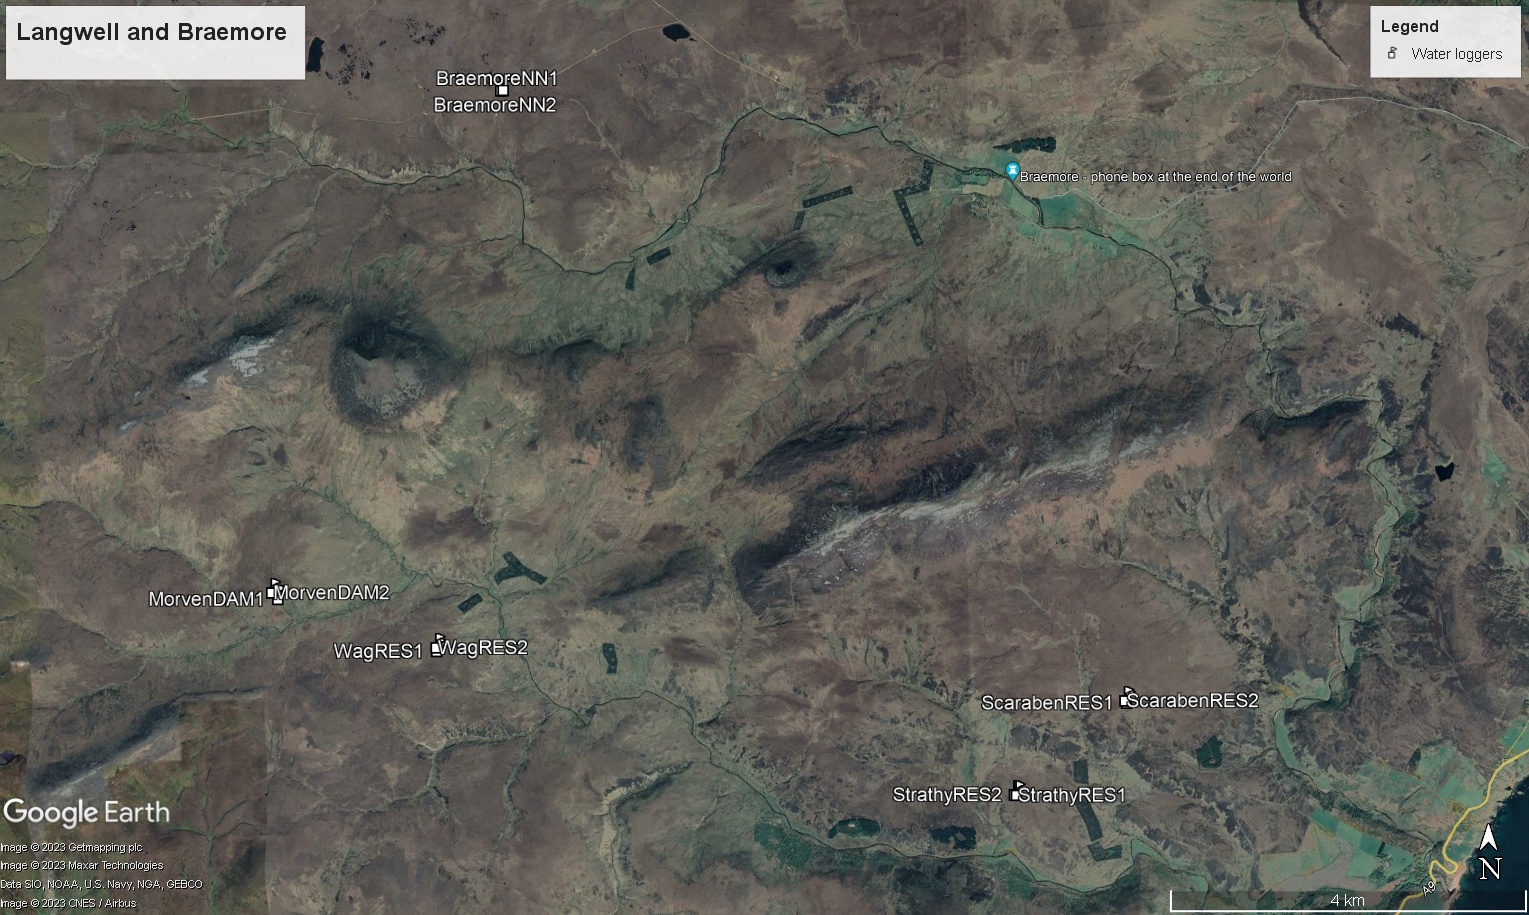 Langwell and Braemore
Legend
Water loggers
BraemoreNN1
BraemoreNN2
Braemore - phone box at the end of the world
MorvenDAM1
MorvenDAM2
WagRES1
WagRES2
ScarabenRES1
ScarabenRES2
StrathyRES2
StrathyRES1
Google Earth
Image © 2023 Getmapping plc
Image © 2023 Maxar Technologies
Data SIO, NOAA, U.S. Navy, NGA, GEBCO
Image © 2023 CNES / Airbus
A9
N
4 km